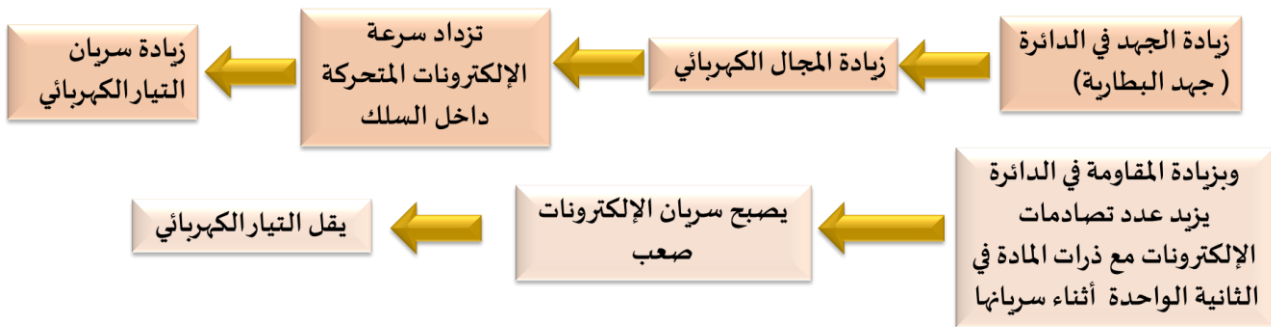 زيادة الجهد في الدائرة
( جهد البطارية)
زيادة المجال الكهربائي
تزداد سرعة
الإلكترونات المتحركة
داخل السلك
زيادة سريان
التيار الكهربائي
وبزيادة المقاومة في الدائرة
يزيد عدد تصادمات
الإلكترونات مع ذرات المادة في
الثانية الواحدة أثناء سريانها
يصبح سريان الإلكترونات
صعب
يقل التيار الكهربائي